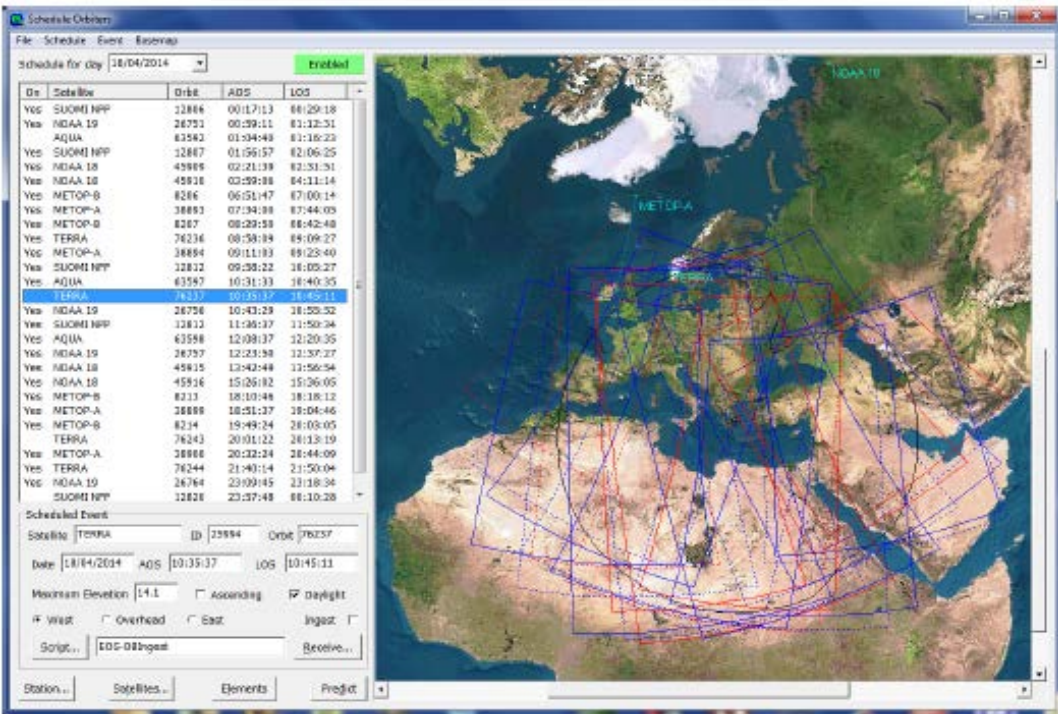 Schedule Orbiters
File Schedule Event Basemap
Schedule for day 18/04/2014 Enabled
On Satellite Orbit AOS LOS
Yes SUOMI NPP 12806 00:17:13 00:29:18
Yes NOAA 19 26751 00:59:11 01:12:31
AQUA 63592 01:04:48 01:16:23
Yes SUOMI NPP 12807 01:56:57 02:06:25
Yes NOAA 18 45909 02:21:39 02:31:51
Yes NOAA 18 45910 03:59:06 04:11:14
Yes METOP-B 8206 06:51:47 07:00:14
Yes METOP-A 38893 07:34:00 07:44:05
Yes METOP-B 8207 08:29:50 08:42:48
Yes TERRA 76236 08:58:09 09:09:27
Yes METOP-A 38894 09:11:03 09:23:40
Yes SUOMI NPP 12812 09:58:22 10:05:27
Yes AQUA 63597 10:31:33 10:40:35
TERRA 76237 10:35:37 10:45:11
Yes NOAA 19 26756 10:43:29 10:55:52
Yes SUOMI NPP 12812 11:36:37 11:50:34
Yes AQUA 63598 12:08:37 12:20:35
Yes NOAA 19 26757 12:23:50 12:37:27
Yes NOAA 18 45915 13:42:49 13:56:54
Yes NOAA 18 45916 15:26:02 15:36:05
Yes METOP-B 8213 18:10:46 18:18:12
Yes METOP-A 38899 18:51:37 19:04:46
Yes METOP-B 8214 19:49:24 20:03:05
TERRA 76243 20:01:22 20:13:19
Yes METOP-A 38900 20:32:24 20:44:09
Yes TERRA 76244 21:40:14 21:50:04
Yes NOAA 19 26764 23:09:45 23:18:34
SUOMI NPP 12820 23:57:48 00:10:28
Scheduled Event
Satellite TERRA ID 25994 Orbit 76237
Date 18/04/2014 AOS 10:35:37 LOS 10:45:11
Maximum Elevation 14.1 Ascending Daylight
West Overhead East Ingest
Script... EOS-DBIngest Receive...
Station... Satellites... Elements Predict
NOAA 18
METOP-A
TERRA